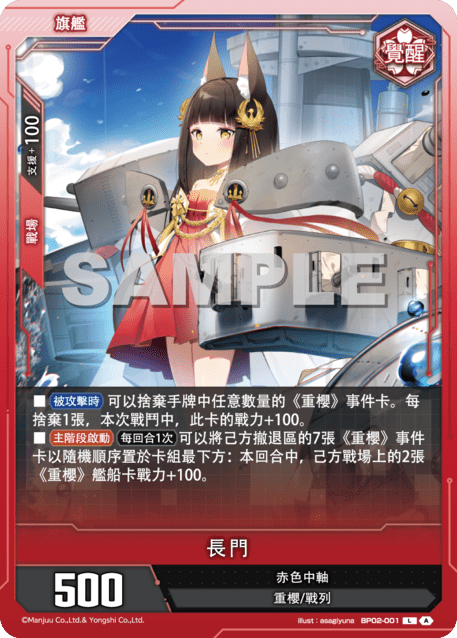 旗艦
覺醒
支援+100
戰場
SAMPLE
■ 被攻擊時 可以捨棄手牌中任意數量的《重櫻》事件卡。每
捨棄1張，本次戰鬥中，此卡的戰力+100。
■ 主階段啟動 每回合1次 可以將己方撤退區的7張《重櫻》事件
卡以隨機順序置於卡組最下方：本回合中，己方戰場上的2張
《重櫻》艦船卡戰力+100。
長門
500
赤色中軸
重櫻/戰列
©Manjuu Co.,Ltd.& Yongshi Co.,Ltd.
illust : asagiyuna BP02-001 L A